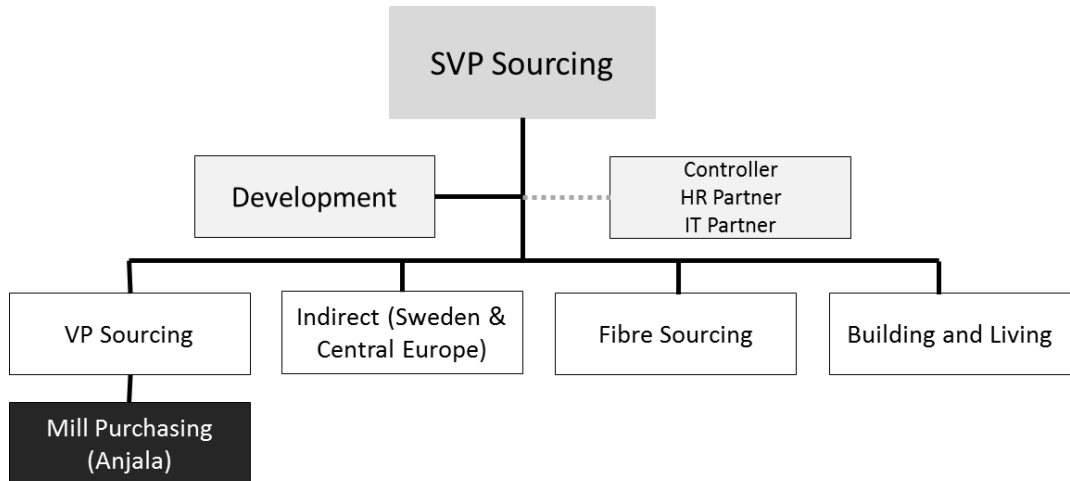 SVP Sourcing
Development
Controller
HR Partner
IT Partner
VP Sourcing
Indirect (Sweden &
Central Europe)
Fibre Sourcing
Building and Living
Mill Purchasing
(Anjala)